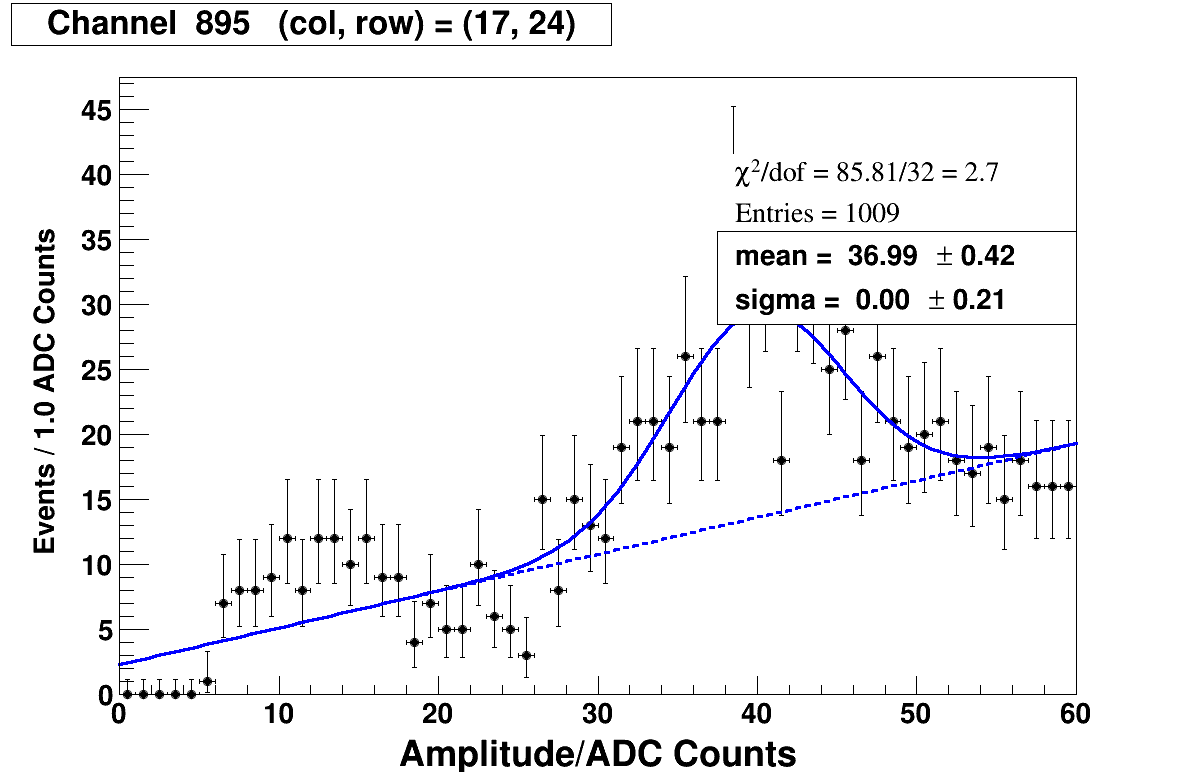 Channel 895 (col, row) = (17, 24)
45
40
35
30
25
20
15
10
5
0
Events / 1.0 ADC Counts
χ²/dof = 85.81/32 = 2.7
Entries = 1009
mean = 36.99 ± 0.42
sigma = 0.00 ± 0.21
0 10 20 30 40 50 60
Amplitude/ADC Counts